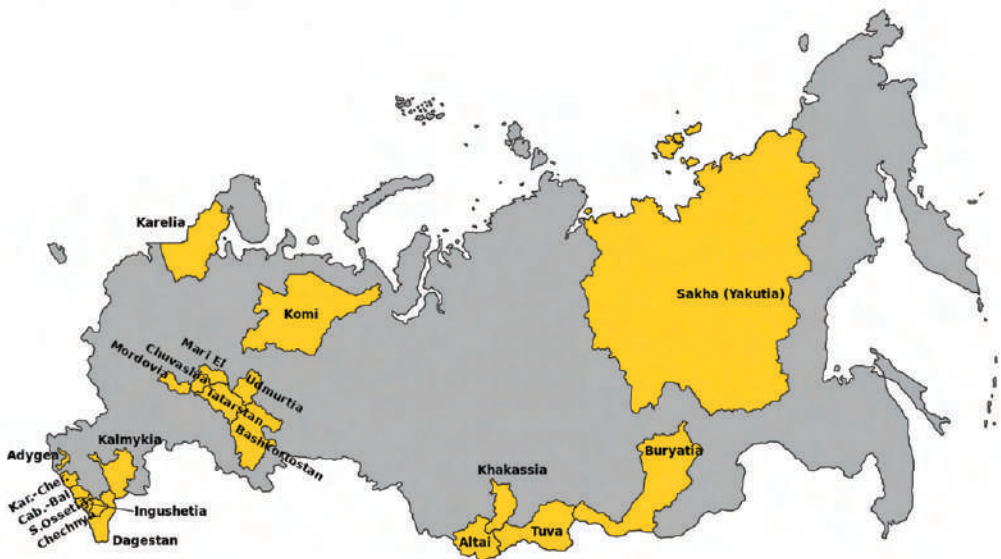 Karelia
Komi
Sakha (Yakutia)
Mari El
Chuvashia
Mordovia
Udmurtia
Tatarstan
Bashkortostan
Kalmykia
Adygea
Kar.-Cher.
Cab.-Bal.
S.Ossetia
Chechnya
Ingushetia
Dagestan
Khakassia
Altai
Tuva
Buryatia